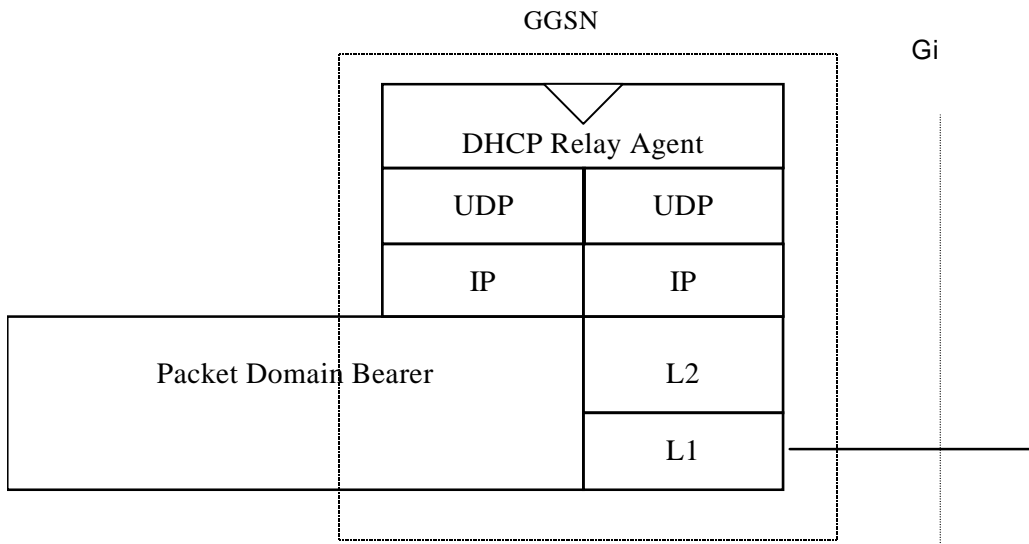 GGSN
Gi
DHCP Relay Agent
UDP UDP
IP IP
Packet Domain Bearer L2
L1